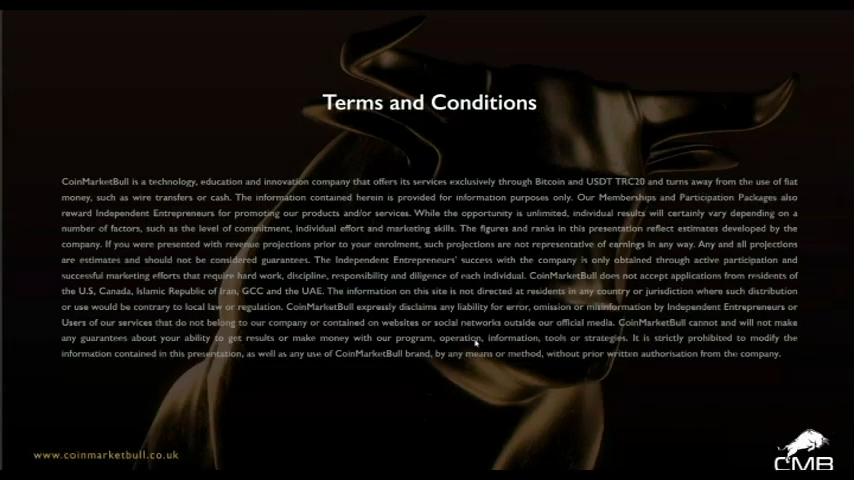 Terms and Conditions
CoinMarketBull is a technology, education and innovation company that offers its services exclusively through Bitcoin and USDT TRC20 and turns away from the use of fiat
money, such as wire transfers or cash. The information contained herein is provided for information purposes only. Our Memberships and Participation Packages also
reward Independent Entrepreneurs for promoting our products and/or services. While the opportunity is unlimited, individual results will certainly vary depending on a
number of factors, such as the level of commitment, individual effort and marketing skills. The figures and ranks in this presentation reflect estimates developed by the
company. If you were presented with revenue projections prior to your enrolment, such projections are not representative of earnings in any way. Any and all projections
are estimates and should not be considered guarantees. The Independent Entrepreneurs' success with the company is only obtained through active participation and
successful marketing efforts that require hard work, discipline, responsibility and diligence of each individual. CoinMarketBull does not accept applications from residents of
the U.S, Canada, Islamic Republic of Iran, GCC and the UAE. The information on this site is not directed at residents in any country or jurisdiction where such distribution
or use would be contrary to local law or regulation. CoinMarketBull expressly disclaims any liability for error, omission or misinformation by Independent Entrepreneurs or
Users of our services that do not belong to our company or contained on websites or social networks outside our official media. CoinMarketBull cannot and will not make
any guarantees about your ability to get results or make money with our program, operation, information, tools or strategies. It is strictly prohibited to modify the
information contained in this presentation, as well as any use of CoinMarketBull brand, by any means or method, without prior written authorisation from the company.
www.coinmarketbull.co.uk
CMB